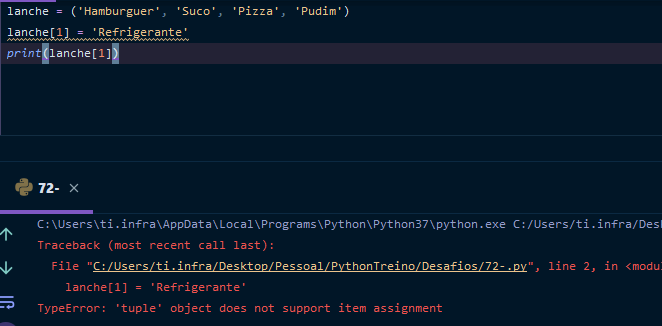 lanche = ('Hamburguer', 'Suco', 'Pizza', 'Pudim')
lanche[1] = 'Refrigerante'
print(lanche[1])
72- ×
C:\Users\ti.infra\AppData\Local\Programs\Python\Python37\python.exe C:/Users/ti.infra/Des
Traceback (most recent call last):
File "C:/Users/ti.infra/Desktop/Pessoal/PythonTreino/Desafios/72-.py", line 2, in <modu
lanche[1] = 'Refrigerante'
TypeError: 'tuple' object does not support item assignment